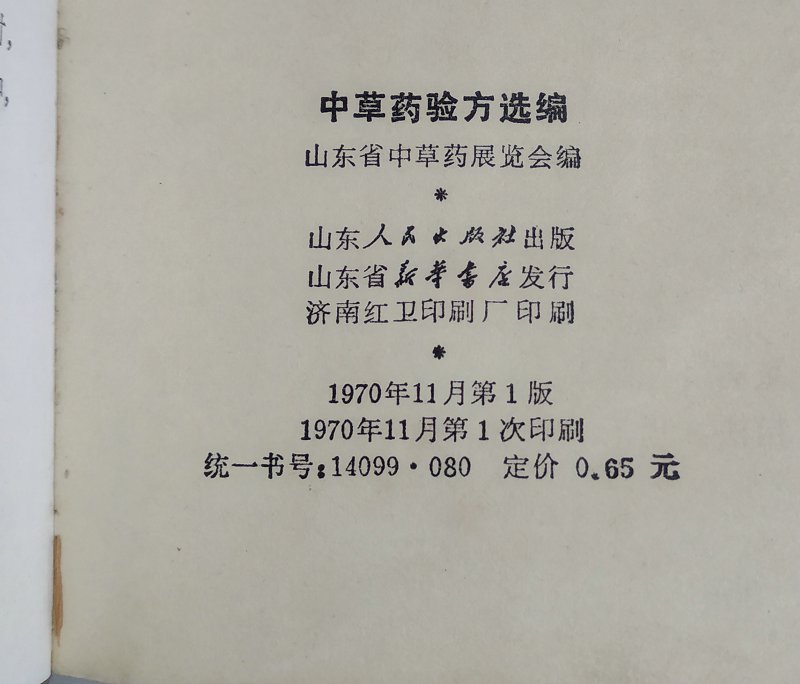 中草药验方选编
山东省中草药展览会编
*
山东人民出版社出版
山东省新华书店发行
济南红卫印刷厂印刷
*
1970年11月第1版
1970年11月第1次印刷
统一书号:14099·080 定价 0.65 元